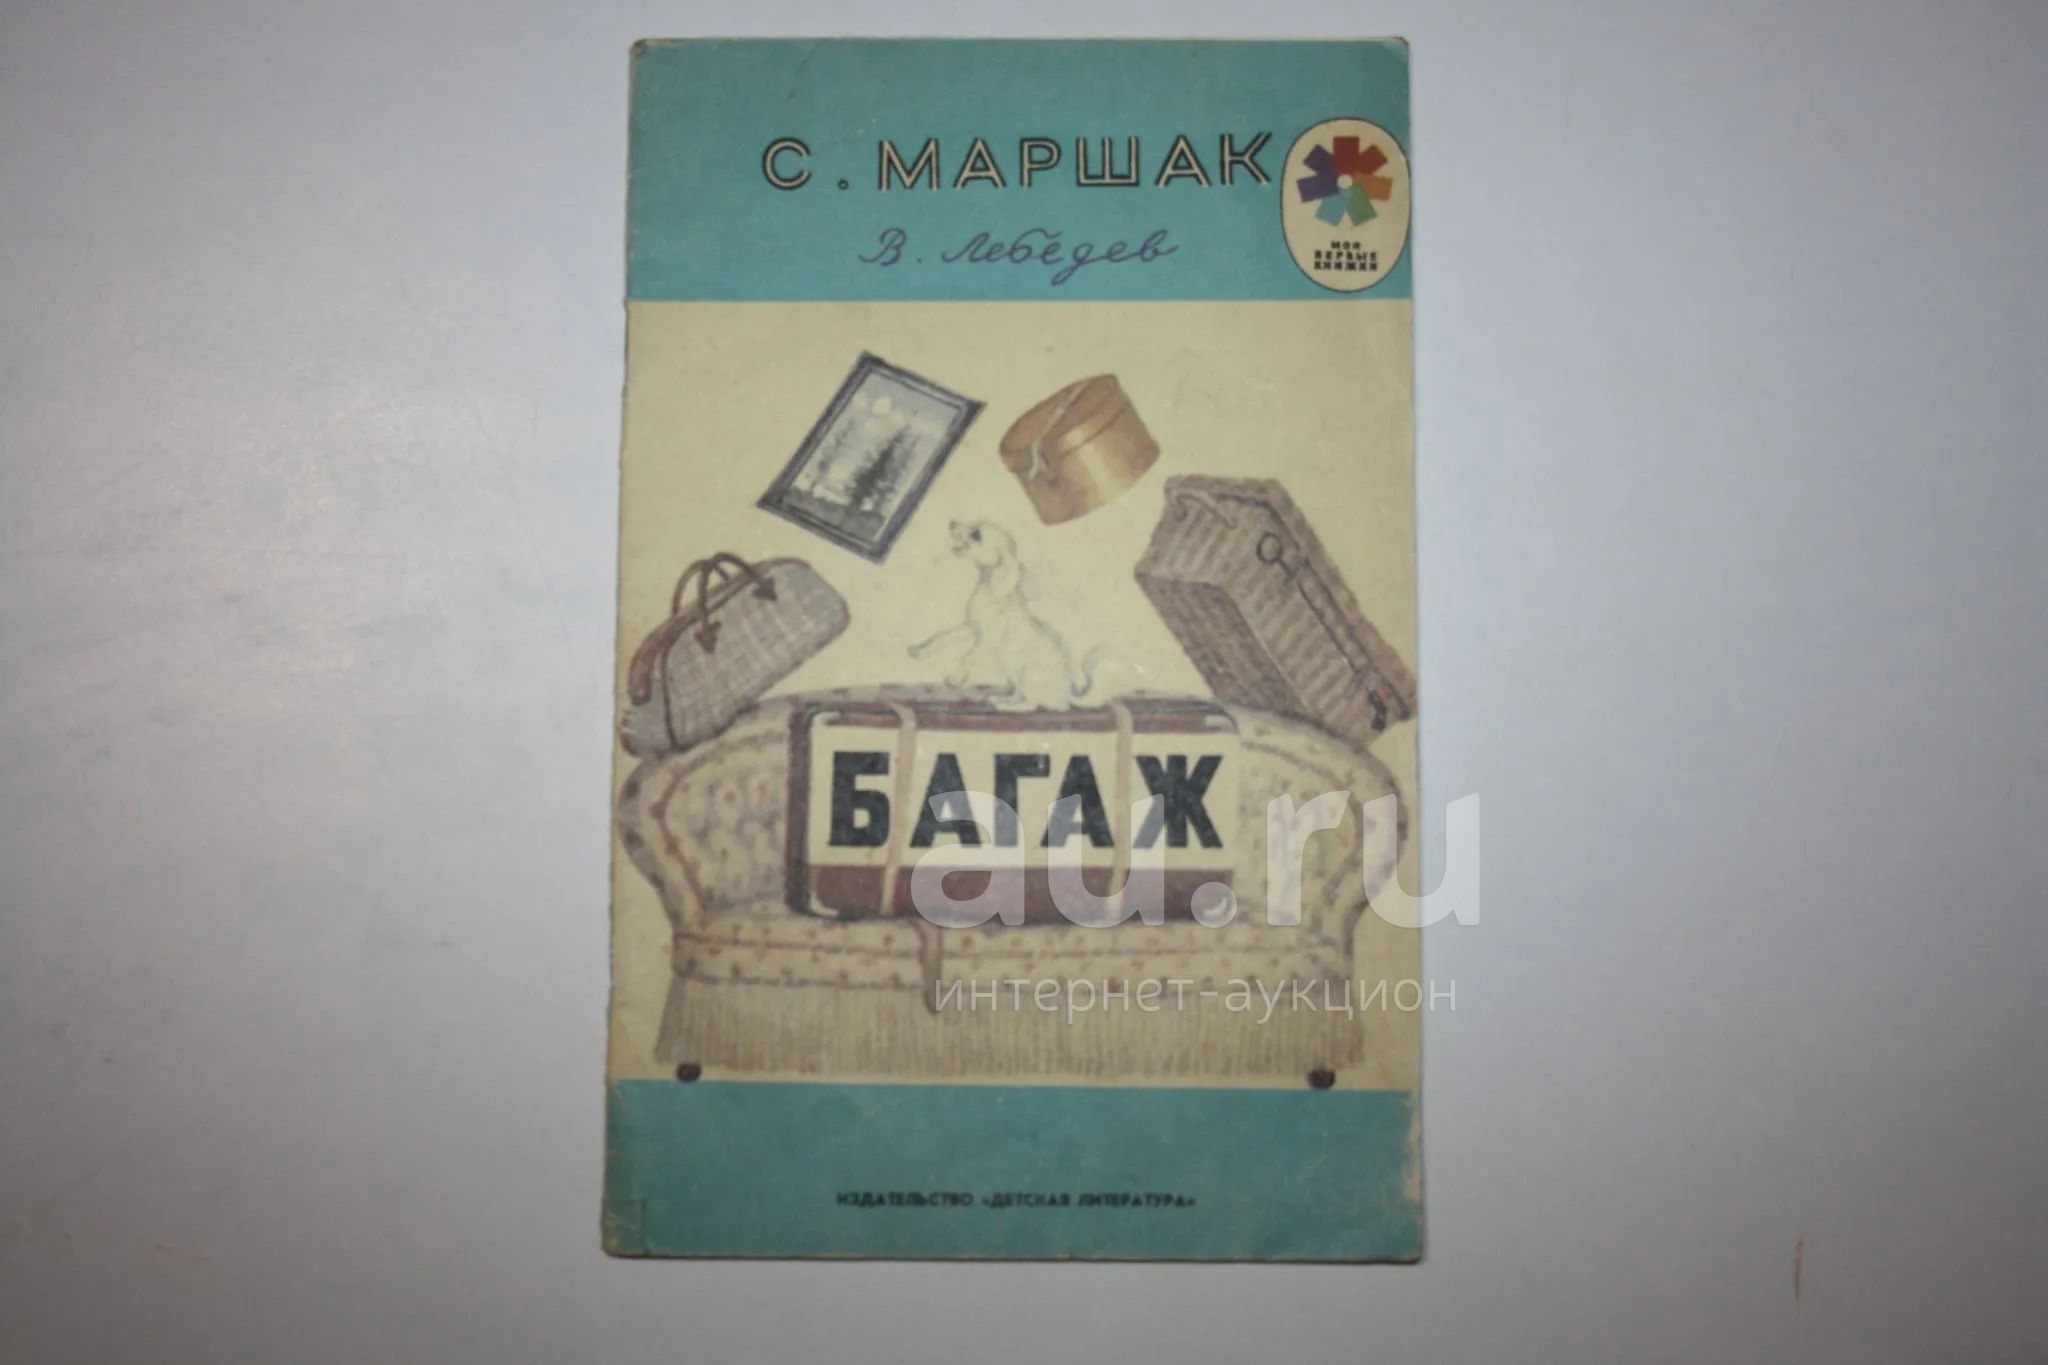 С. МАРШАК
В. Лебедев
МОИ
ПЕРВЫЕ
КНИЖКИ
БАГАЖ
au.ru
интернет-аукцион
ИЗДАТЕЛЬСТВО «ДЕТСКАЯ ЛИТЕРАТУРА»